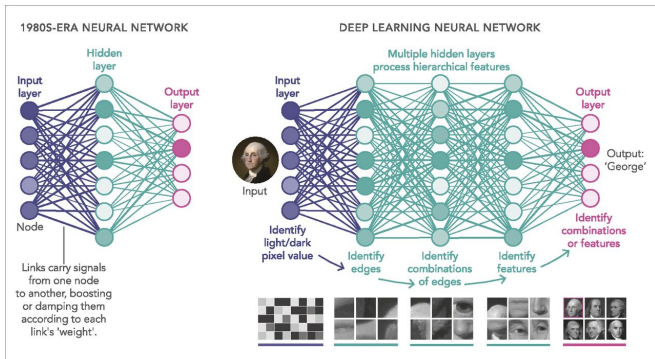 1980S-ERA NEURAL NETWORK
Hidden
layer
Input
layer
Output
layer
Node
Links carry signals
from one node
to another, boosting
or damping them
according to each
link's 'weight'.
DEEP LEARNING NEURAL NETWORK
Multiple hidden layers
process hierarchical features
Input
layer
Output
layer
Input
Output:
'George'
Identify
light/dark
pixel value
Identify
edges
Identify
combinations
of edges
Identify
features
Identify
combinations
or features